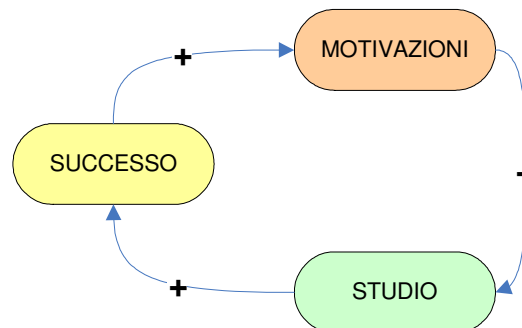 +
MOTIVAZIONI
SUCCESSO
+
STUDIO